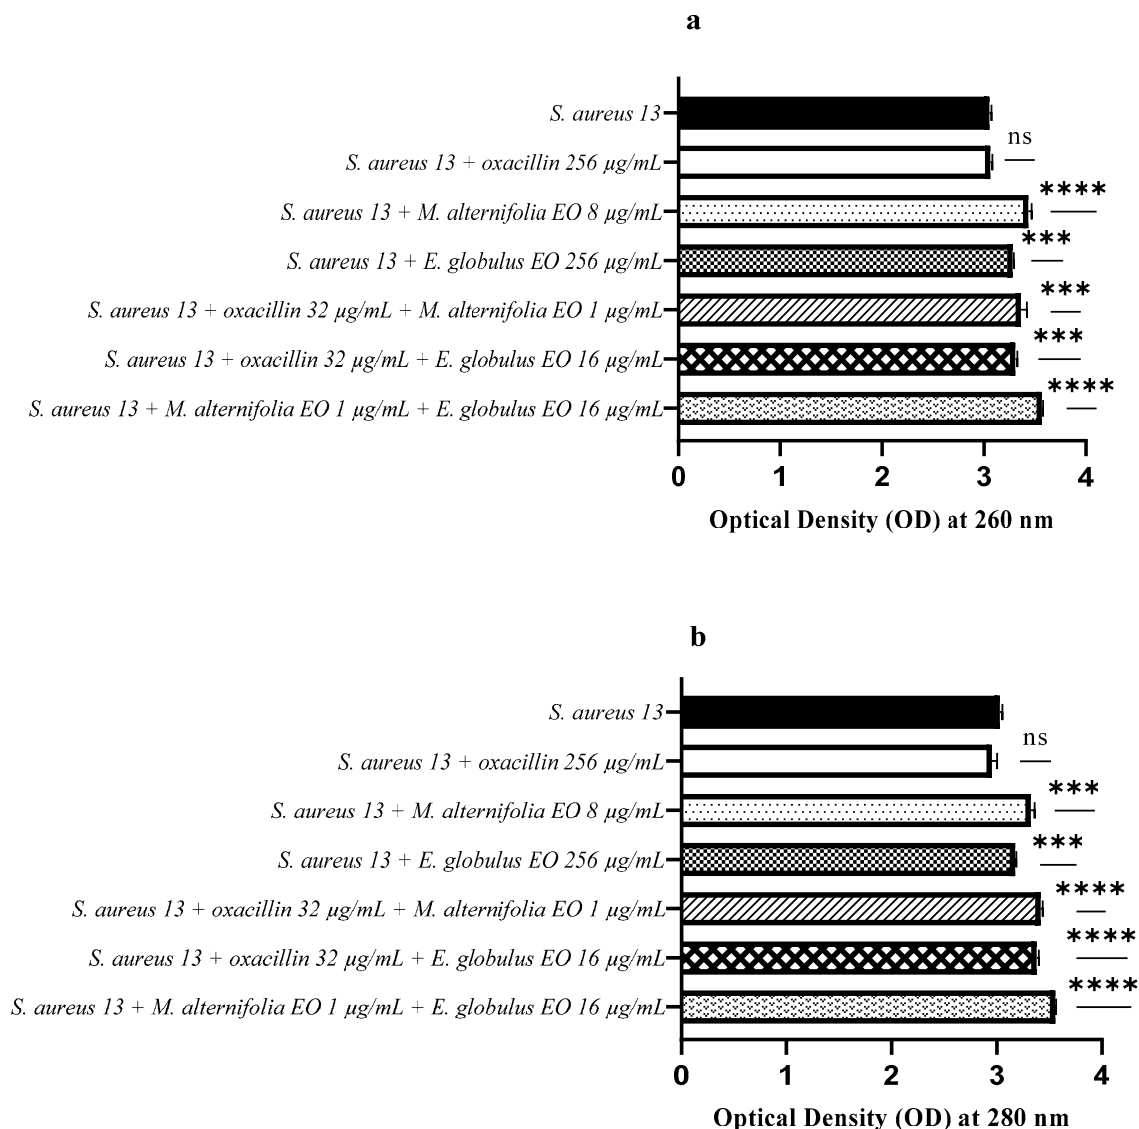 a
S. aureus 13
ns
S. aureus 13 + oxacillin 256 µg/mL
****
S. aureus 13 + M. alternifolia EO 8 µg/mL
***
S. aureus 13 + E. globulus EO 256 µg/mL
***
S. aureus 13 + oxacillin 32 µg/mL + M. alternifolia EO 1 µg/mL
***
S. aureus 13 + oxacillin 32 µg/mL + E. globulus EO 16 µg/mL
****
S. aureus 13 + M. alternifolia EO 1 µg/mL + E. globulus EO 16 µg/mL
0 1 2 3 4
Optical Density (OD) at 260 nm
b
S. aureus 13
ns
S. aureus 13 + oxacillin 256 µg/mL
***
S. aureus 13 + M. alternifolia EO 8 µg/mL
***
S. aureus 13 + E. globulus EO 256 µg/mL
****
S. aureus 13 + oxacillin 32 µg/mL + M. alternifolia EO 1 µg/mL
****
S. aureus 13 + oxacillin 32 µg/mL + E. globulus EO 16 µg/mL
****
S. aureus 13 + M. alternifolia EO 1 µg/mL + E. globulus EO 16 µg/mL
0 1 2 3 4
Optical Density (OD) at 280 nm